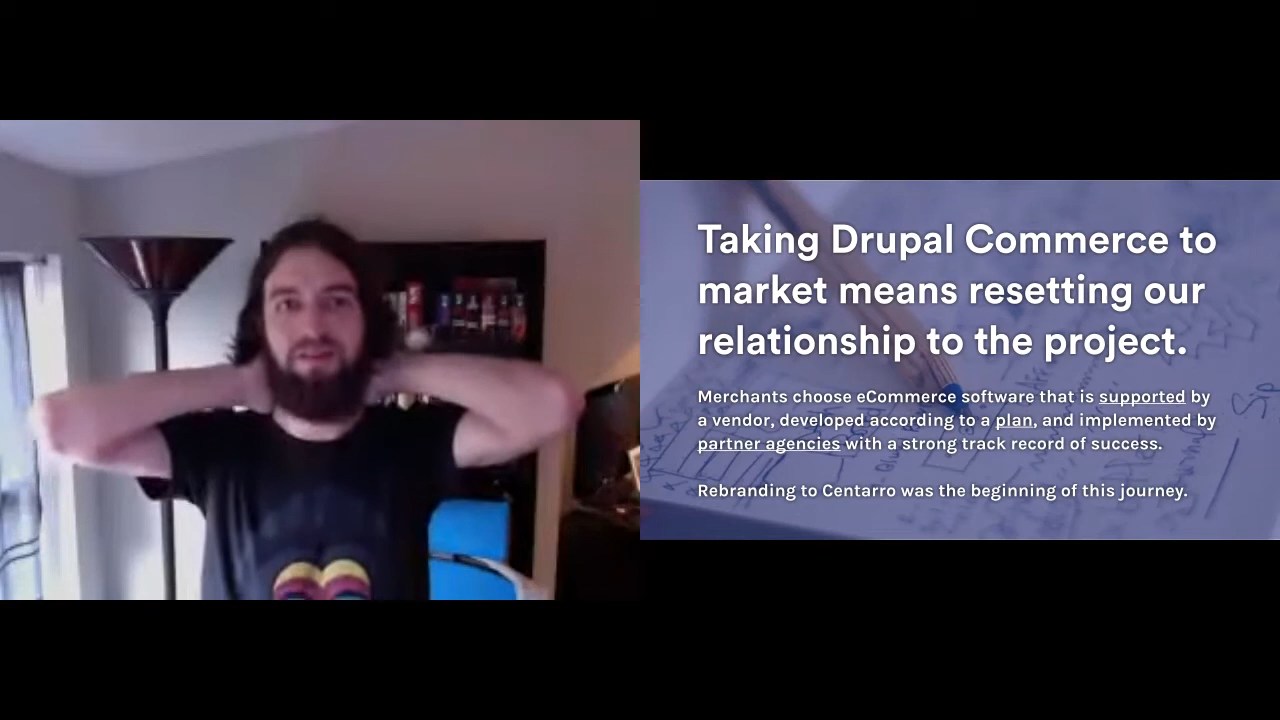 Taking Drupal Commerce to
market means resetting our
relationship to the project.
Merchants choose eCommerce software that is supported by
a vendor, developed according to a plan, and implemented by
partner agencies with a strong track record of success.
Rebranding to Centarro was the beginning of this journey.